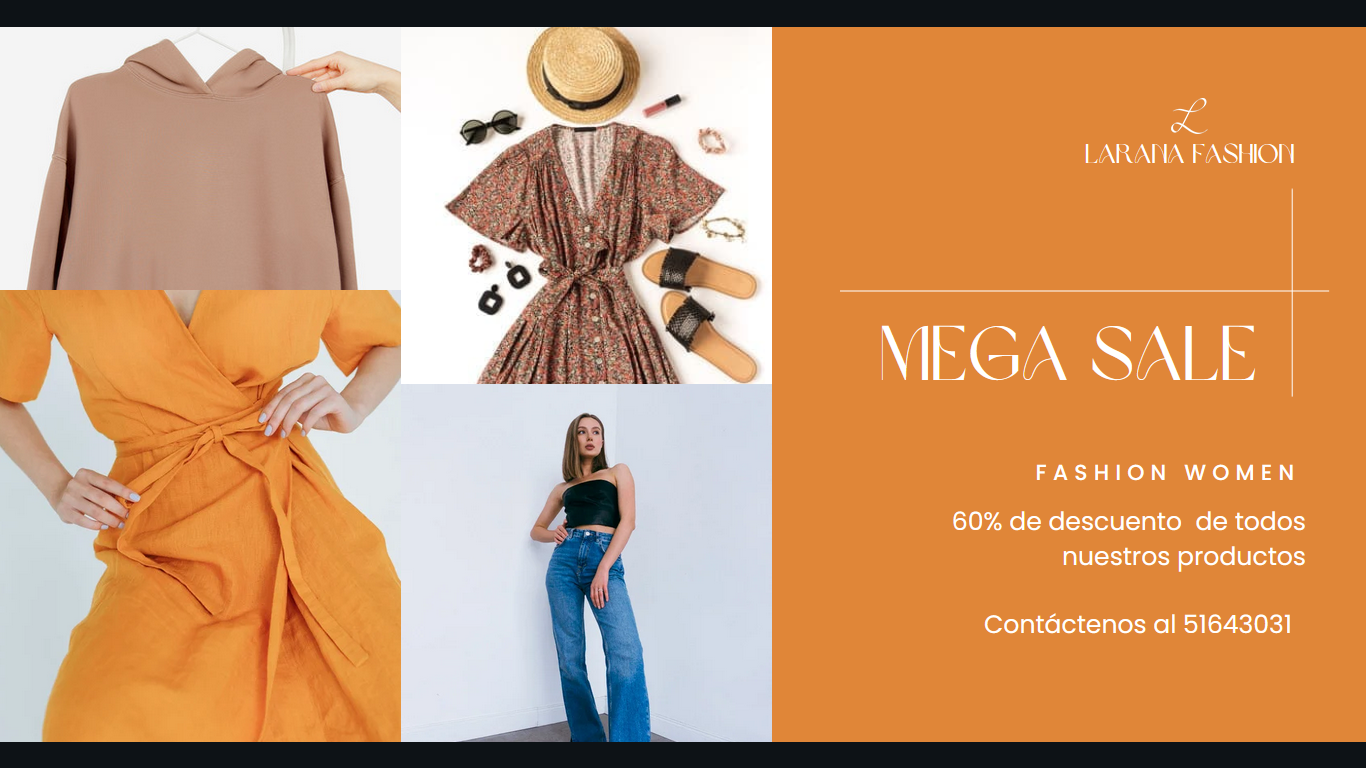 L
LARANA FASHION
MEGA SALE
FASHION WOMEN
60% de descuento  de todos
nuestros productos
Contáctenos al 51643031